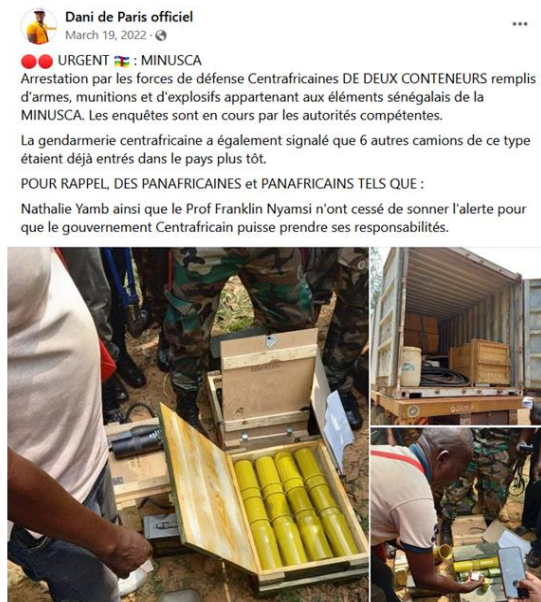 Dani de Paris officiel
March 19, 2022 ·
🔴🔴 URGENT 🇨🇫 : MINUSCA
Arrestation par les forces de défense Centrafricaines DE DEUX CONTENEURS remplis
d'armes, munitions et d'explosifs appartenant aux éléments sénégalais de la
MINUSCA. Les enquêtes sont en cours par les autorités compétentes.
La gendarmerie centrafricaine a également signalé que 6 autres camions de ce type
étaient déjà entrés dans le pays plus tôt.
POUR RAPPEL, DES PANAFRICAINES et PANAFRICAINS TELS QUE :
Nathalie Yamb ainsi que le Prof Franklin Nyamsi n'ont cessé de sonner l'alerte pour
que le gouvernement Centrafricain puisse prendre ses responsabilités.